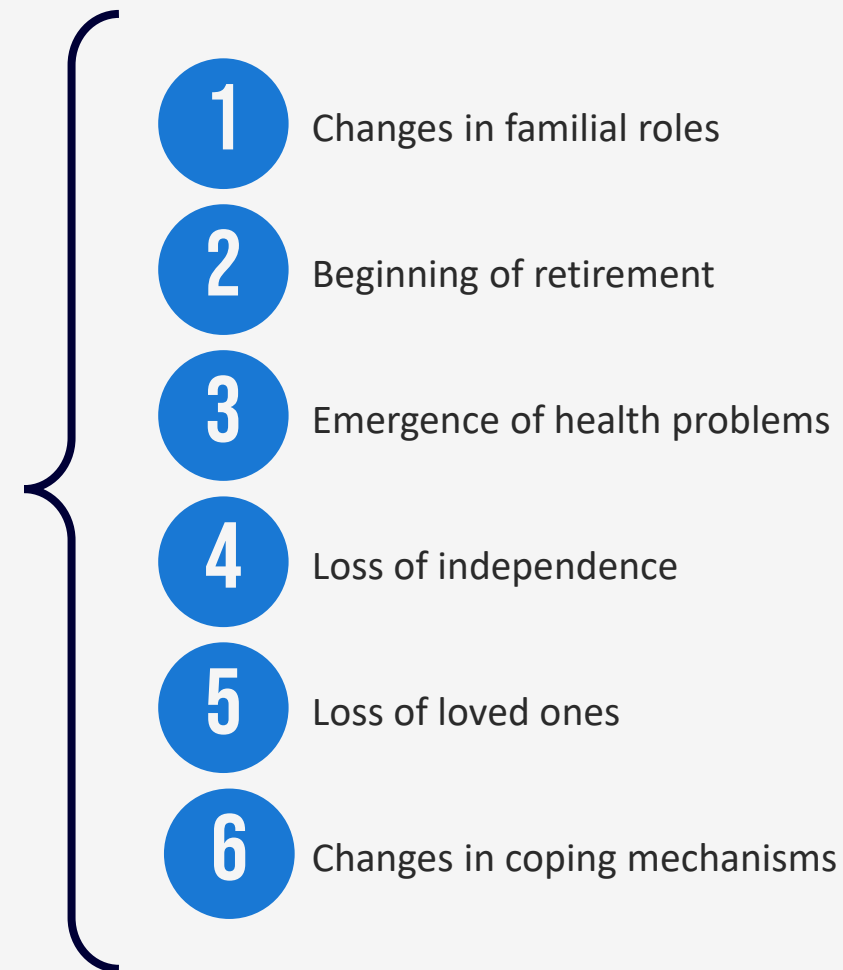 1 Changes in familial roles
2 Beginning of retirement
3 Emergence of health problems
4 Loss of independence
5 Loss of loved ones
6 Changes in coping mechanisms